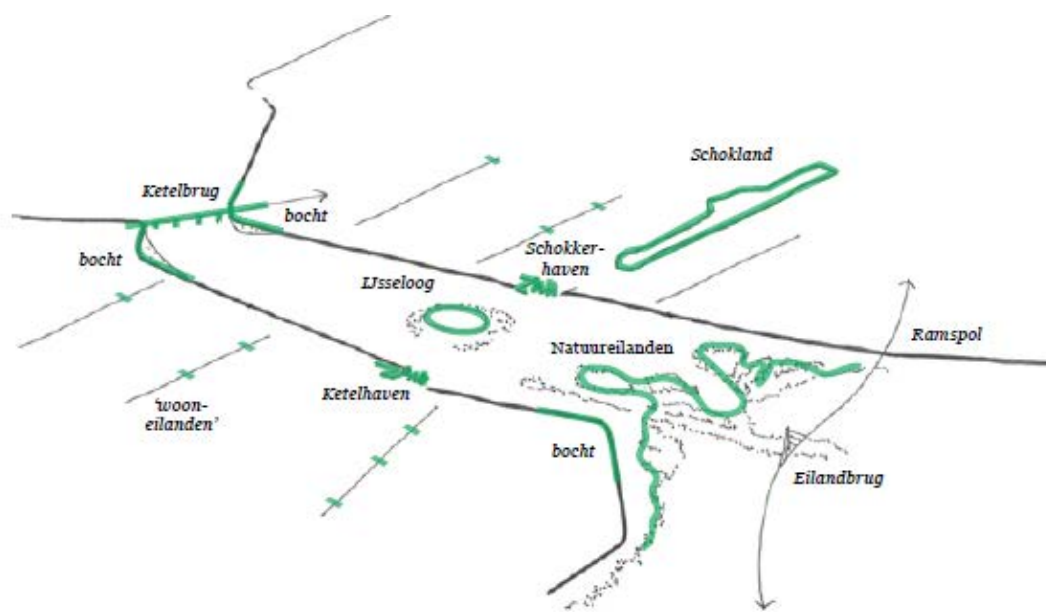 Schokland
Ketelbrug
bocht
Schokker-
haven
bocht
IJsseloog
Ramspol
Natuureilanden
Ketelhaven
'woon-
eilanden'
bocht
Eilandbrug